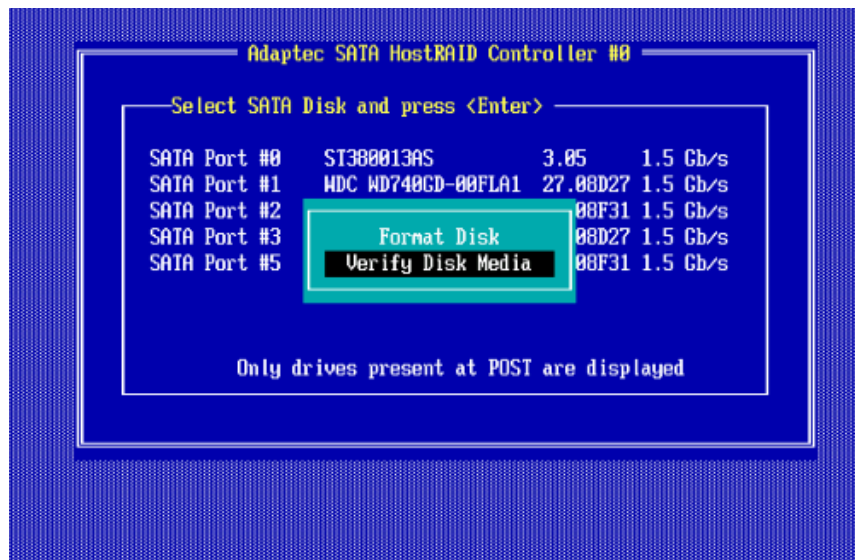 Adaptec SATA HostRAID Controller #0
Select SATA Disk and press <Enter>
SATA Port #0 ST380013AS 3.05 1.5 Gb/s
SATA Port #1 WDC WD740GD-00FLA1 27.08D27 1.5 Gb/s
SATA Port #2 08F31 1.5 Gb/s
SATA Port #3 08D27 1.5 Gb/s
SATA Port #5 08F31 1.5 Gb/s
Format Disk
Verify Disk Media
Only drives present at POST are displayed